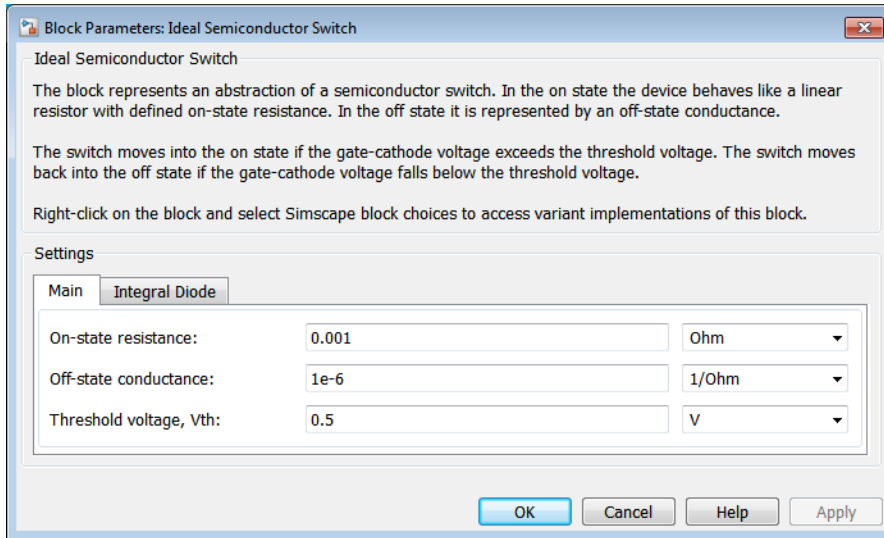 Block Parameters: Ideal Semiconductor Switch
Ideal Semiconductor Switch
The block represents an abstraction of a semiconductor switch. In the on state the device behaves like a linear
resistor with defined on-state resistance. In the off state it is represented by an off-state conductance.
The switch moves into the on state if the gate-cathode voltage exceeds the threshold voltage. The switch moves
back into the off state if the gate-cathode voltage falls below the threshold voltage.
Right-click on the block and select Simscape block choices to access variant implementations of this block.
Settings
Main Integral Diode
On-state resistance: 0.001 Ohm
Off-state conductance: 1e-6 1/Ohm
Threshold voltage, Vth: 0.5 V
OK Cancel Help Apply